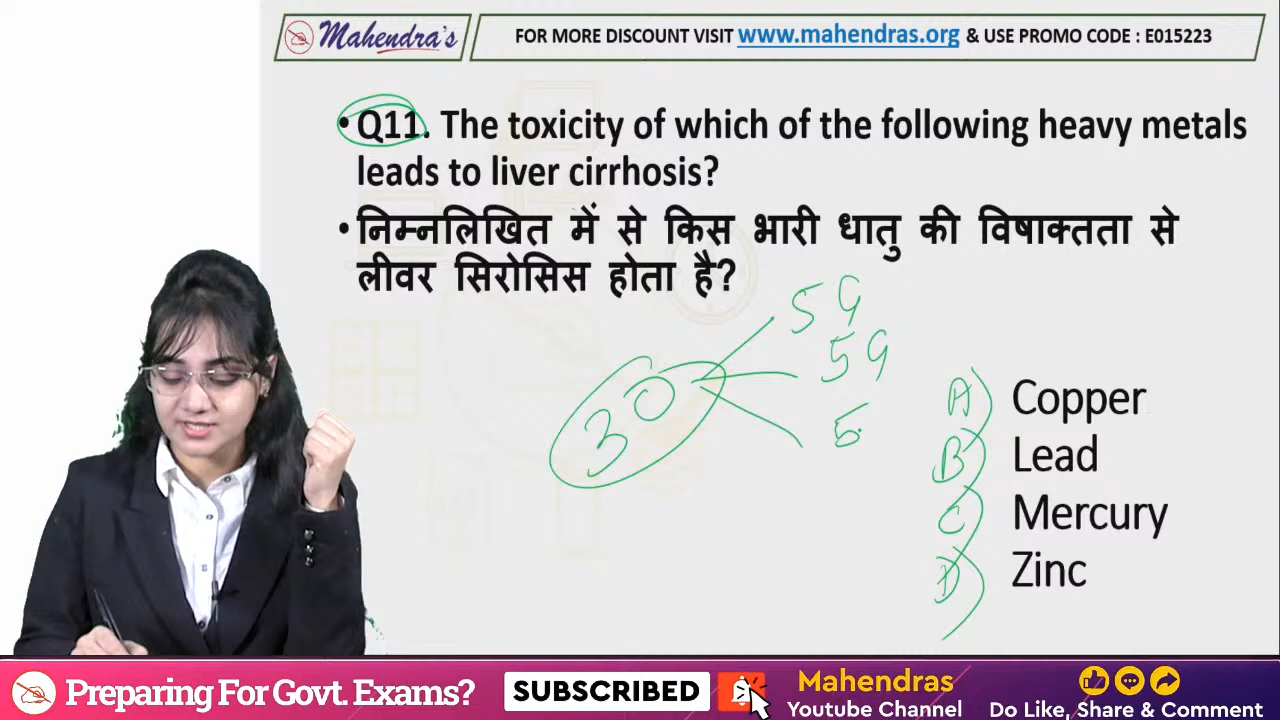 Mahendra's
FOR MORE DISCOUNT VISIT www.mahendras.org & USE PROMO CODE : E015223
• Q11. The toxicity of which of the following heavy metals
leads to liver cirrhosis?
• निम्नलिखित में से किस भारी धातु की विषाक्तता से
लीवर सिरोसिस होता है?
59
59
30
5
A) Copper
B) Lead
C) Mercury
D) Zinc
Preparing For Govt. Exams?
SUBSCRIBED
Mahendras
YouTube Channel
Do Like, Share & Comment